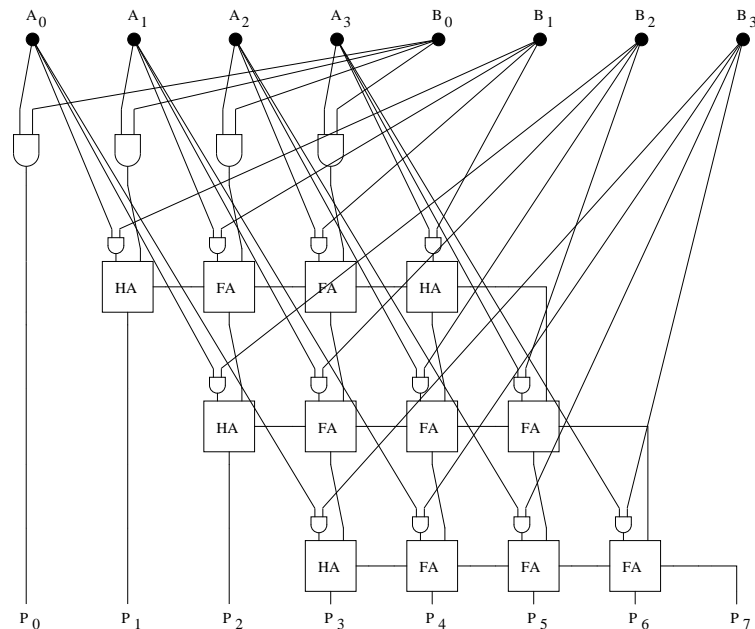 A0 A1 A2 A3 B0 B1 B2 B3
HA FA FA HA
HA FA FA FA
HA FA FA FA
P0 P1 P2 P3 P4 P5 P6 P7